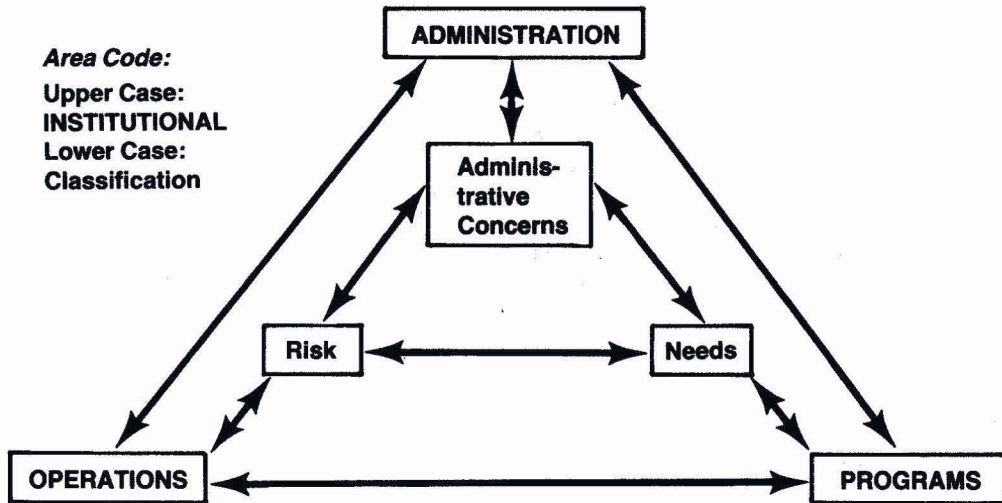 ADMINISTRATION
Area Code:
Upper Case:
INSTITUTIONAL
Lower Case:
Classification
Adminis-
trative
Concerns
Risk
Needs
OPERATIONS
PROGRAMS